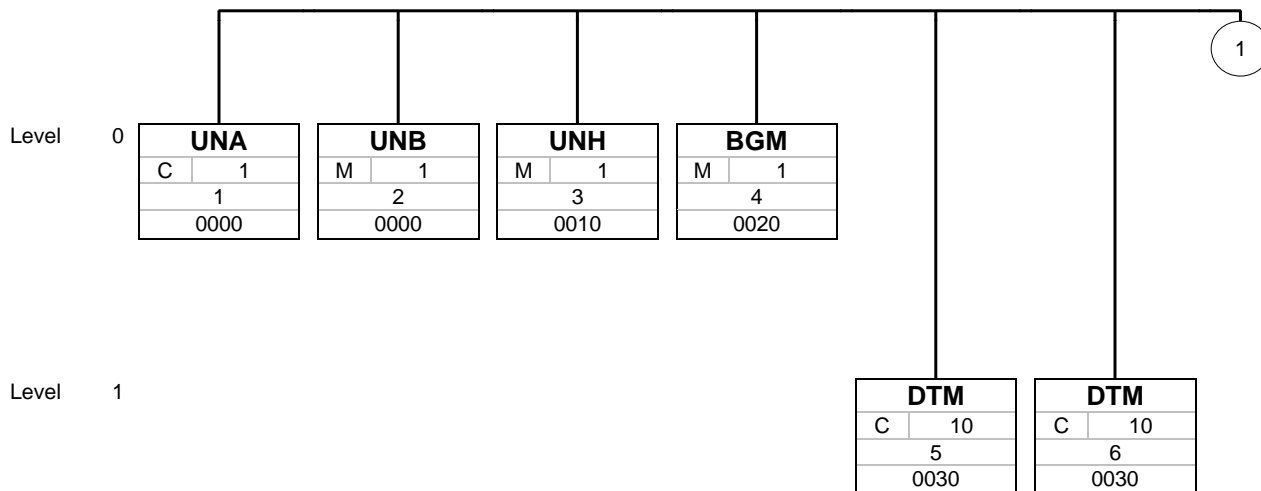 1
Level 0
UNA UNB UNH BGM
C 1 M 1 M 1 M 1
1 2 3 4
0000 0000 0010 0020
Level 1
DTM DTM
C 10 C 10
5 6
0030 0030